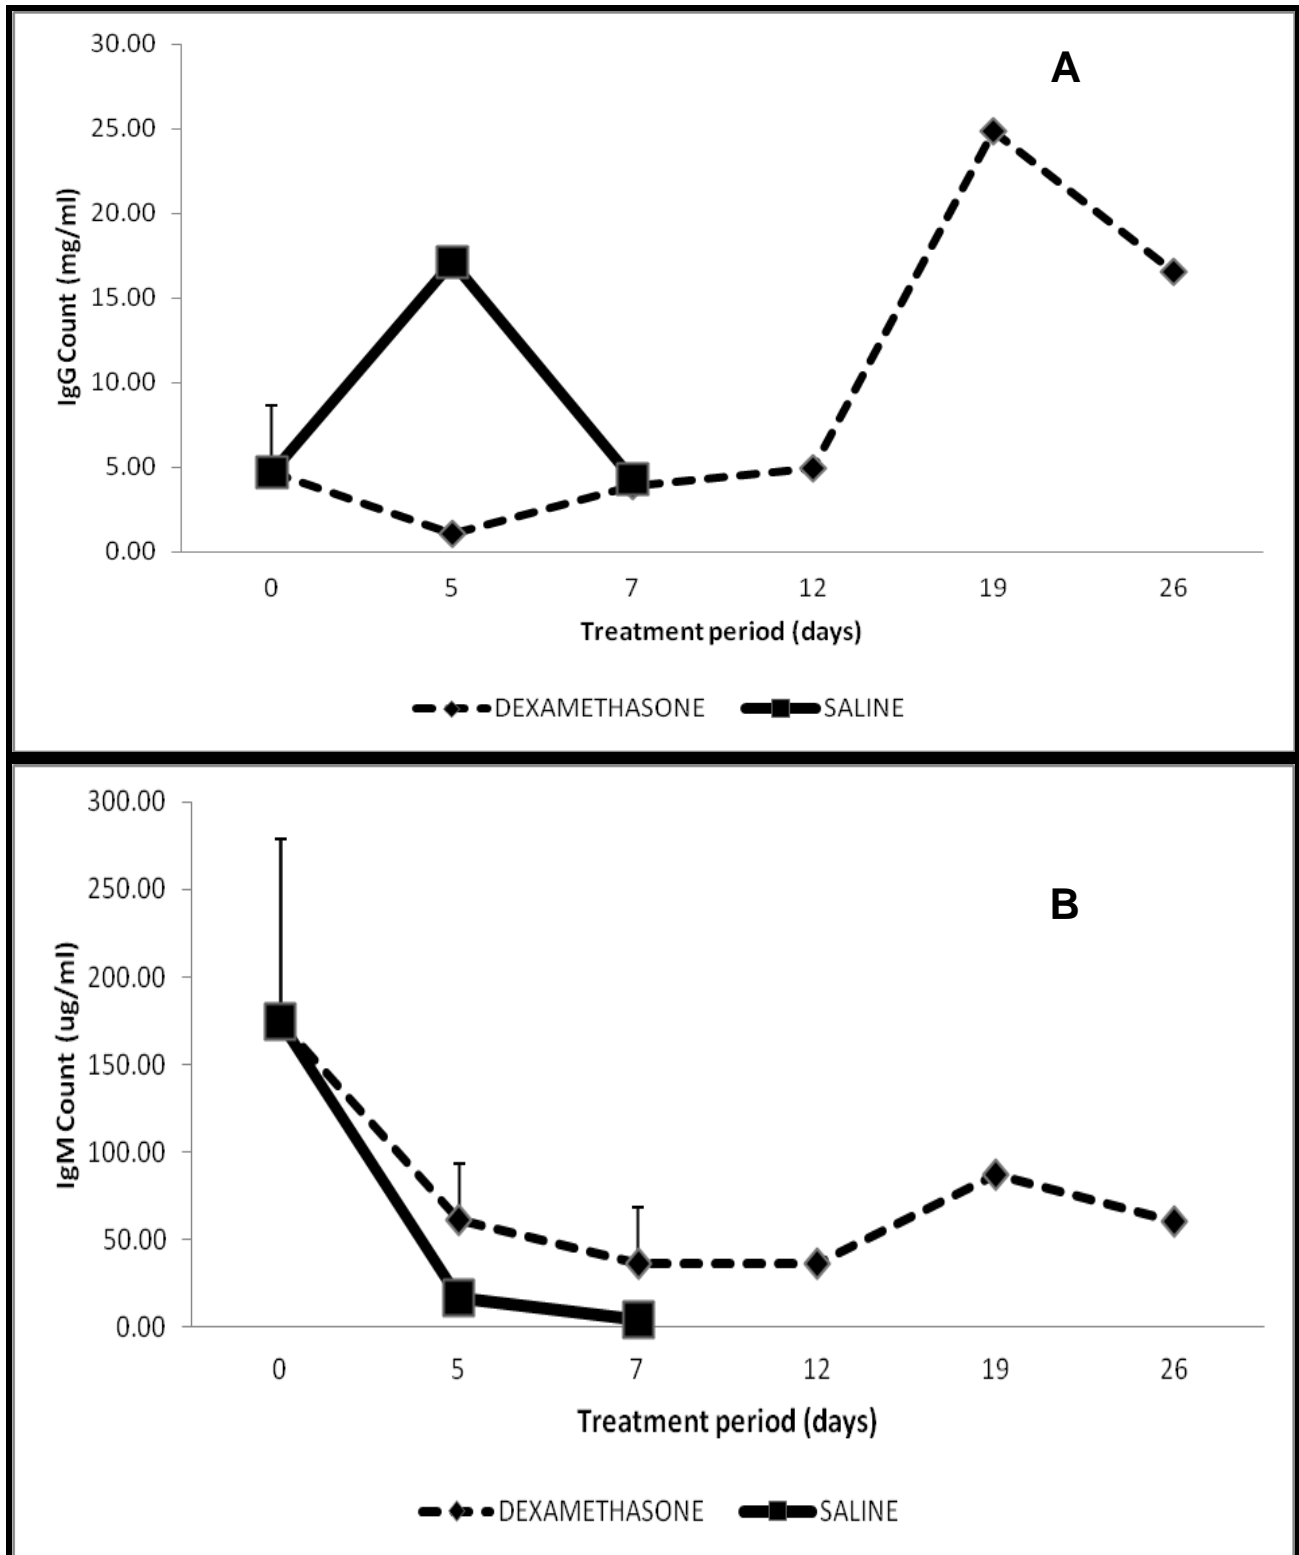 A
30.00
25.00
20.00
15.00
10.00
5.00
0.00
IgG Count (mg/ml)
0 5 7 12 19 26
Treatment period (days)
DEXAMETHASONE SALINE
B
300.00
250.00
200.00
150.00
100.00
50.00
0.00
IgM Count (ug/ml)
0 5 7 12 19 26
Treatment period (days)
DEXAMETHASONE SALINE